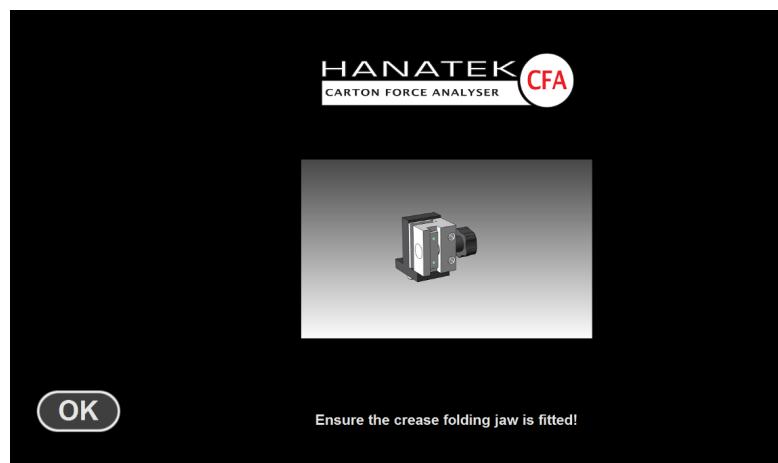 HANATEK
CFA
CARTON FORCE ANALYSER
OK
Ensure the crease folding jaw is fitted!